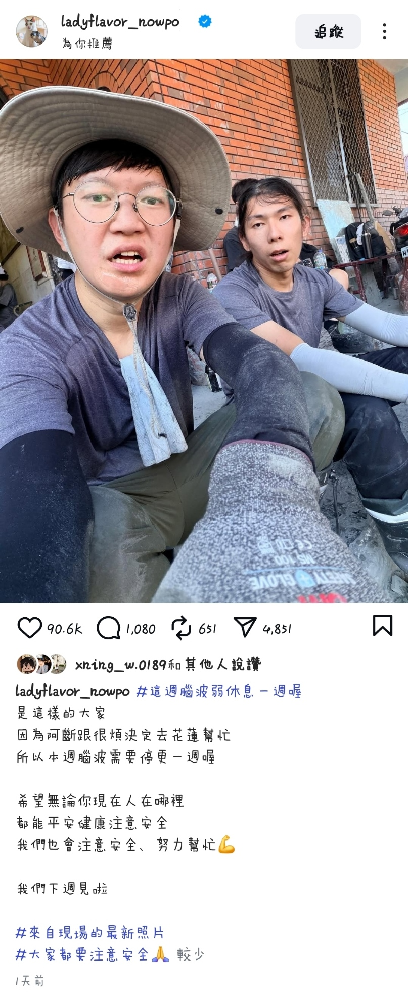 ladyflavor_nowpo
追蹤
為你推薦
SAFETY GLOVE
90.6K
1,080
651
4,851
xning_w.0189和其他人說讚
ladyflavor_nowpo #這週腦波弱休息一週喔
是這樣的大家
因為阿斷跟很煩決定去花蓮幫忙
所以本週腦波需要停更一週喔
希望無論你現在人在哪裡
都能平安健康注意安全
我們也會注意安全、努力幫忙💪
我們下週見啦
#來自現場的最新照片
#大家都要注意安全🙏 較少
1天前